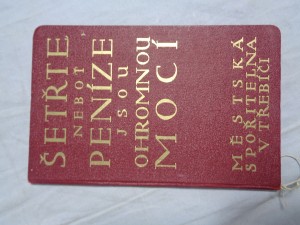 ŠETŘTE
NEBOŤ
PENÍZE
JSOU
OHROMNOU
MOCÍ
MĚSTSKÁ
SPOŘITELNA
V TŘEBÍČI